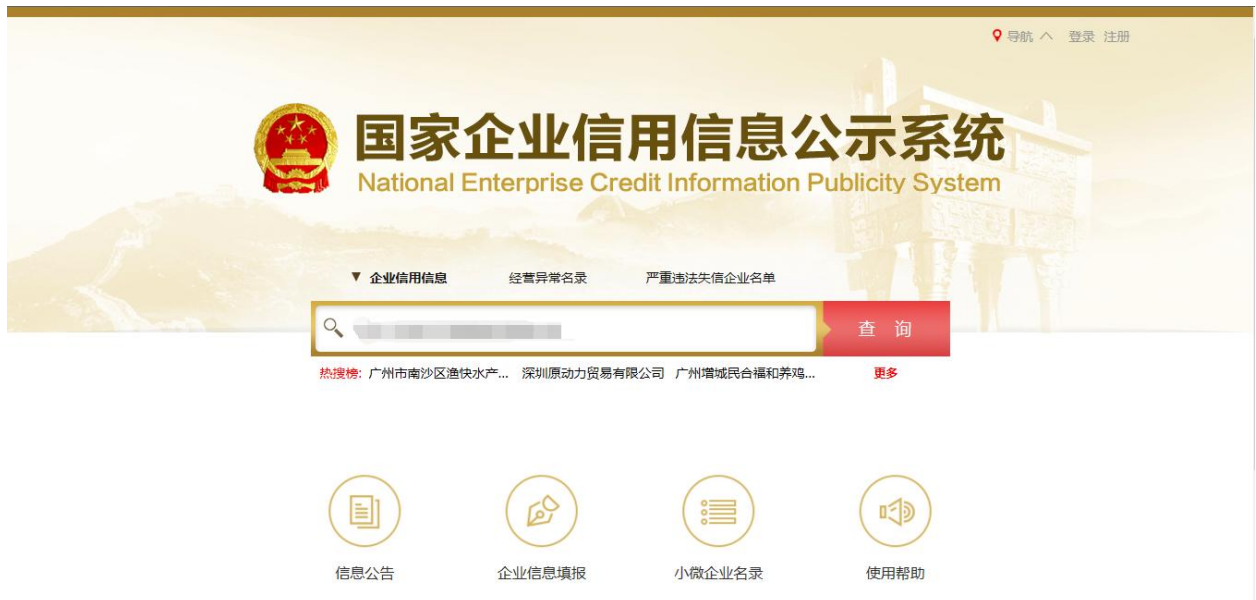 导航 登录 注册
国家企业信用信息公示系统
National Enterprise Credit Information Publicity System
企业信用信息 经营异常名录 严重违法失信企业名单
查 询
热搜榜: 广州市南沙区渔快水产... 深圳原动力贸易有限公司 广州增城民合福和养鸡... 更多
信息公告 企业信息填报 小微企业名录 使用帮助